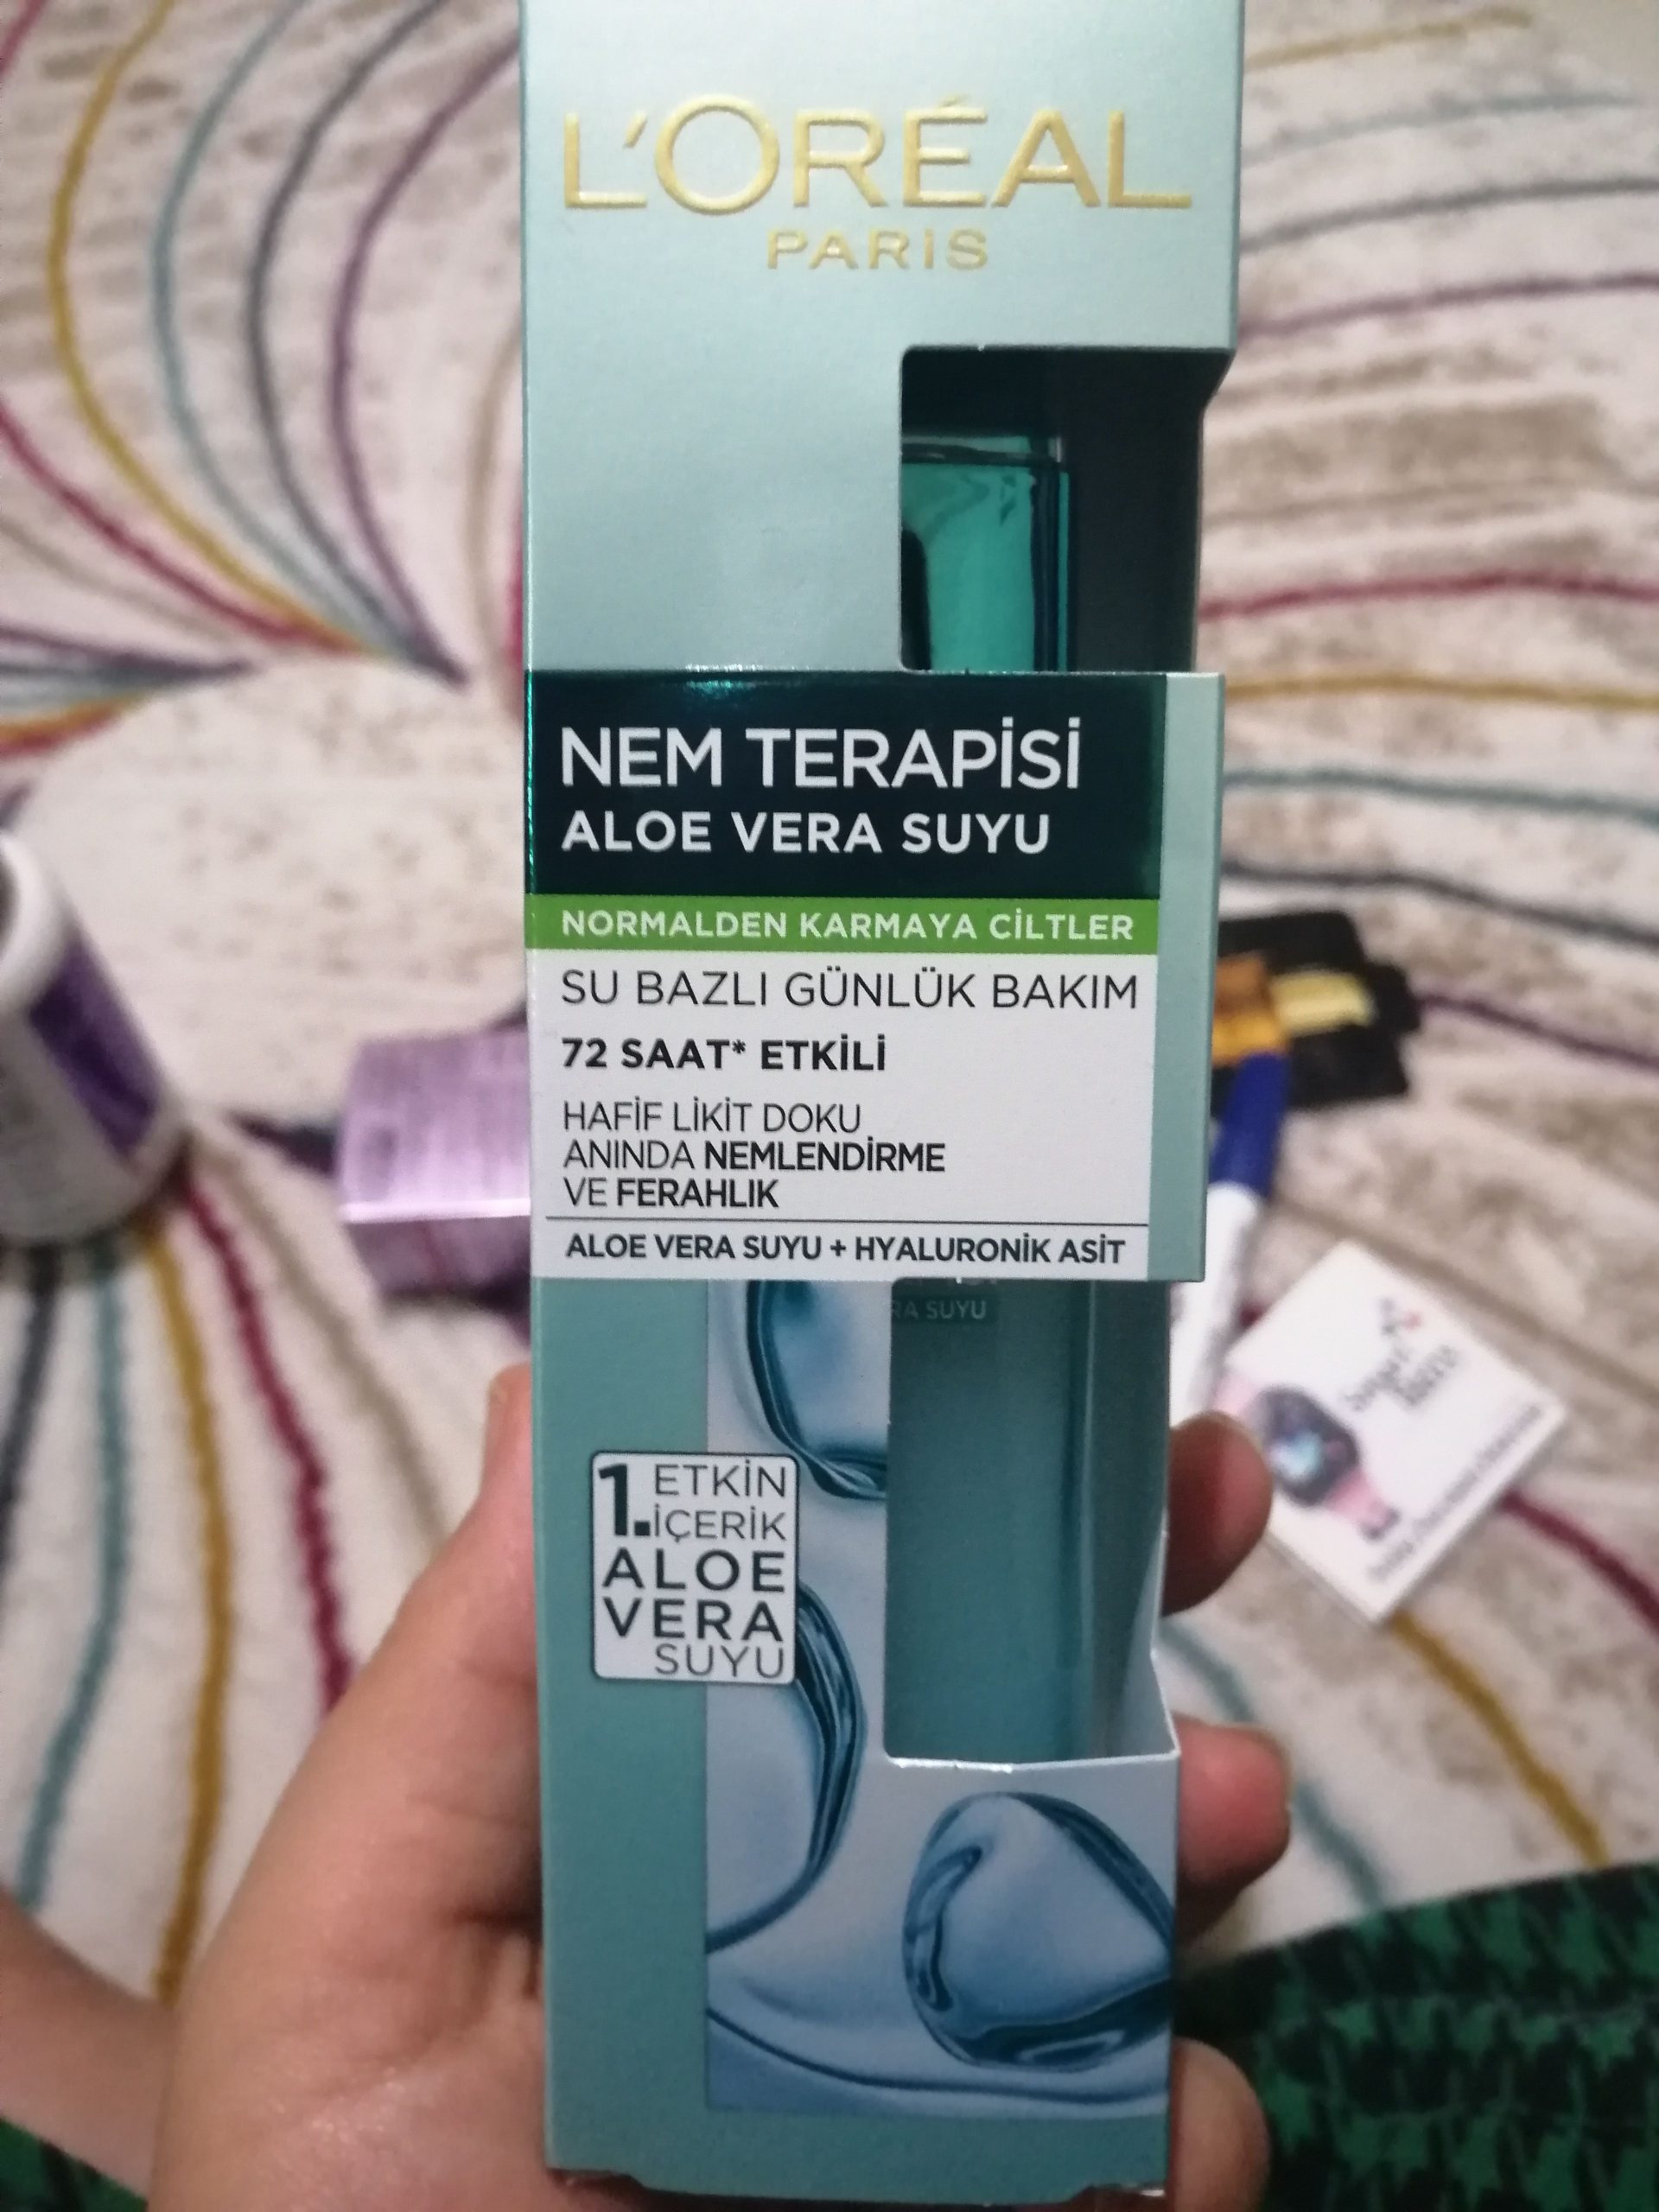 L'ORÉAL
PARIS
NEM TERAPİSİ
ALOE VERA SUYU
NORMALDEN KARMAYA CİLTLER
SU BAZLI GÜNLÜK BAKIM
72 SAAT* ETKİLİ
HAFİF LİKİT DOKU
ANINDA NEMLENDİRME
VE FERAHLIK
ALOE VERA SUYU + HYALURONİK ASİT
SUYU
1. ETKİN
İÇERİK
ALOE
VERA
SUYU